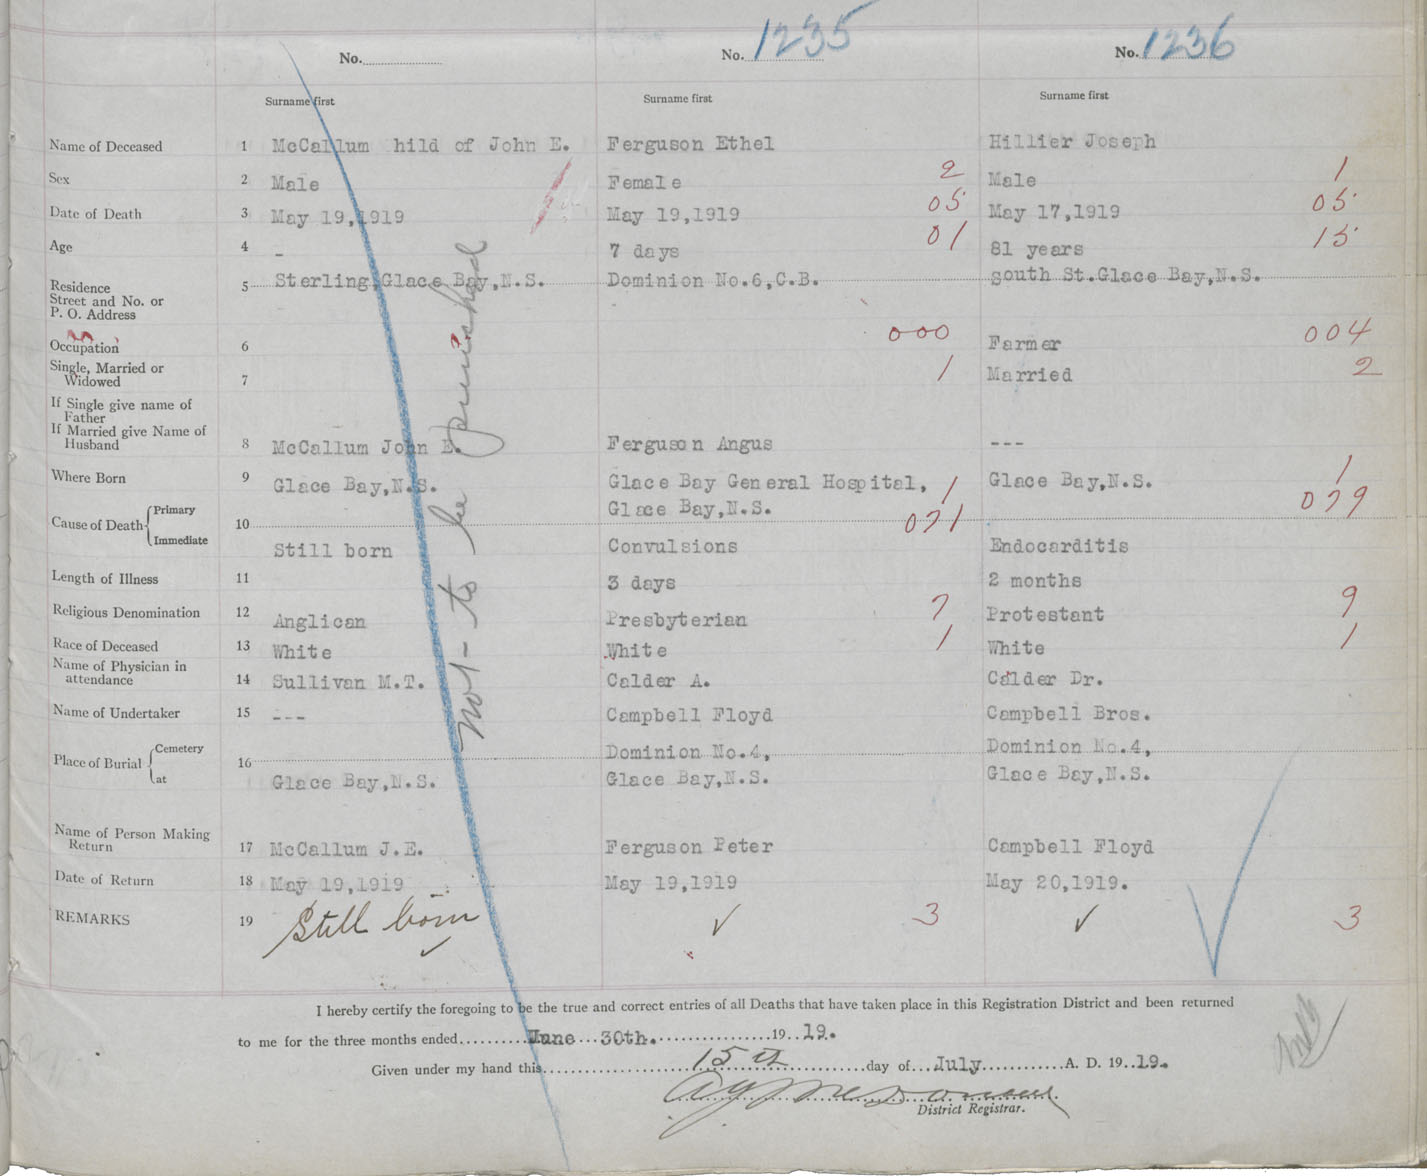 No. No. 1235 No. 1236
Surname first Surname first Surname first
Name of Deceased 1 McCallum hild of John E. Ferguson Ethel Hillier Joseph
Sex 2 Male Female 2 Male 1
Date of Death 3 May 19,1919 May 19,1919 05 May 17,1919 05
Age 4 - 7 days 01 81 years 15
Residence
Street and No. or
P. O. Address 5 Sterling,Glace Bay,N.S. Dominion No.6,C.B. south St.Glace Bay,N.S.
Occupation 6 000 Farmer 004
Single, Married or
Widowed 7 1 Married 2
If Single give name of
Father
If Married give Name of
Husband 8 McCallum John E. Ferguson Angus ---
Where Born 9 Glace Bay,N.S. Glace Bay General Hospital, 1 Glace Bay,N.S. 1
Glace Bay,N.S.
Cause of Death Primary 10 071 079
Immediate Still born Convulsions Endocarditis
Length of Illness 11 3 days 2 months
Religious Denomination 12 Anglican Presbyterian 7 Protestant 9
Race of Deceased 13 White White 1 White 1
Name of Physician in
attendance 14 Sullivan M.T. Calder A. Calder Dr.
Name of Undertaker 15 --- Campbell Floyd Campbell Bros.
Place of Burial Cemetery 16 Dominion No.4, Dominion No.4,
at Glace Bay,N.S. Glace Bay,N.S. Glace Bay,N.S.
Name of Person Making
Return 17 McCallum J.E. Ferguson Peter Campbell Floyd
Date of Return 18 May 19,1919 May 19,1919 May 20,1919.
REMARKS 19 Still born ✓ ✓ 3 ✓ 3
not - to be punched
I hereby certify the foregoing to be the true and correct entries of all Deaths that have taken place in this Registration District and been returned
to me for the three months ended June 30th. 19 19.
Given under my hand this 15th day of July A. D. 19 19.
District Registrar.